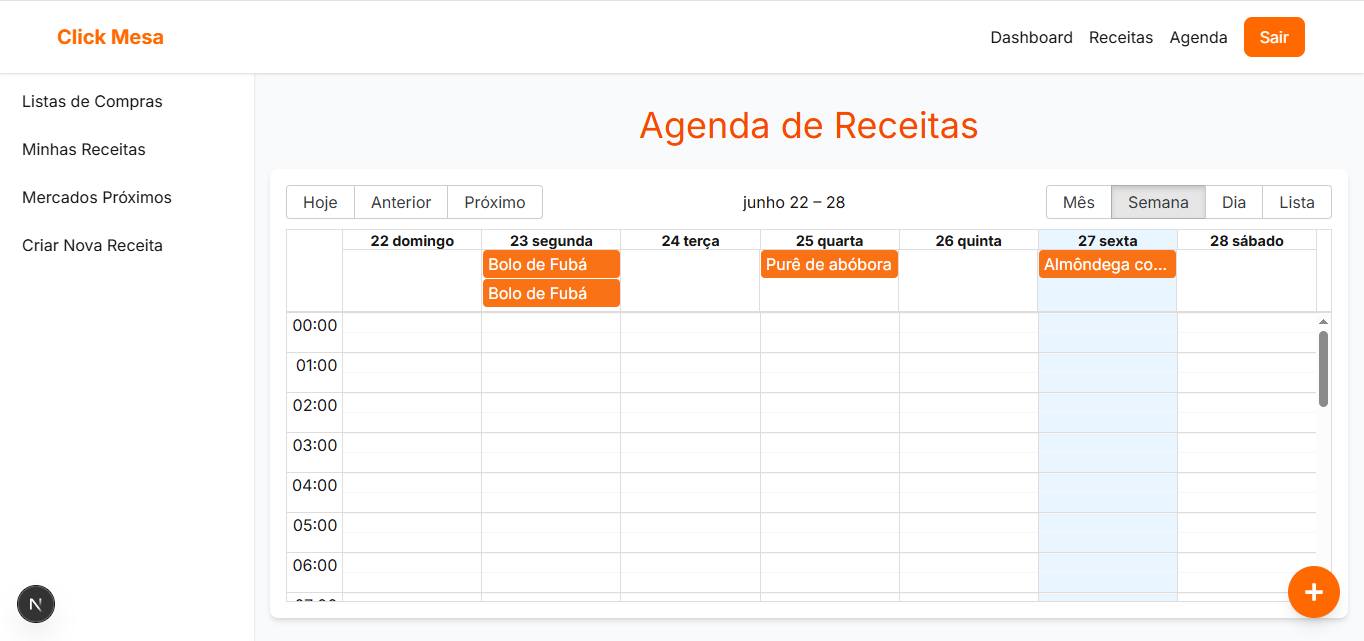 Click Mesa
Dashboard Receitas Agenda Sair
Listas de Compras
Minhas Receitas
Mercados Próximos
Criar Nova Receita
Agenda de Receitas
Hoje Anterior Próximo
junho 22 – 28
Mês Semana Dia Lista
22 domingo 23 segunda 24 terça 25 quarta 26 quinta 27 sexta 28 sábado
Bolo de Fubá Purê de abóbora Almôndega co...
Bolo de Fubá
00:00
01:00
02:00
03:00
04:00
05:00
06:00
07:00
+
N